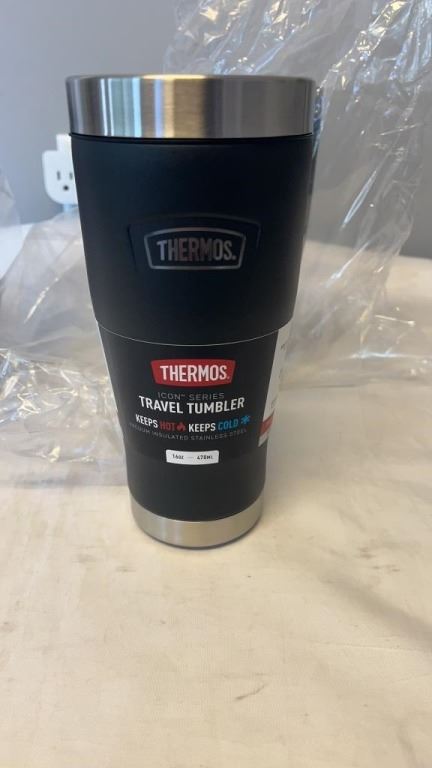 THERMOS.
THERMOS.
ICON™ SERIES
TRAVEL TUMBLER
KEEPS HOT KEEPS COLD
VACUUM INSULATED STAINLESS STEEL
16oz — 470ML